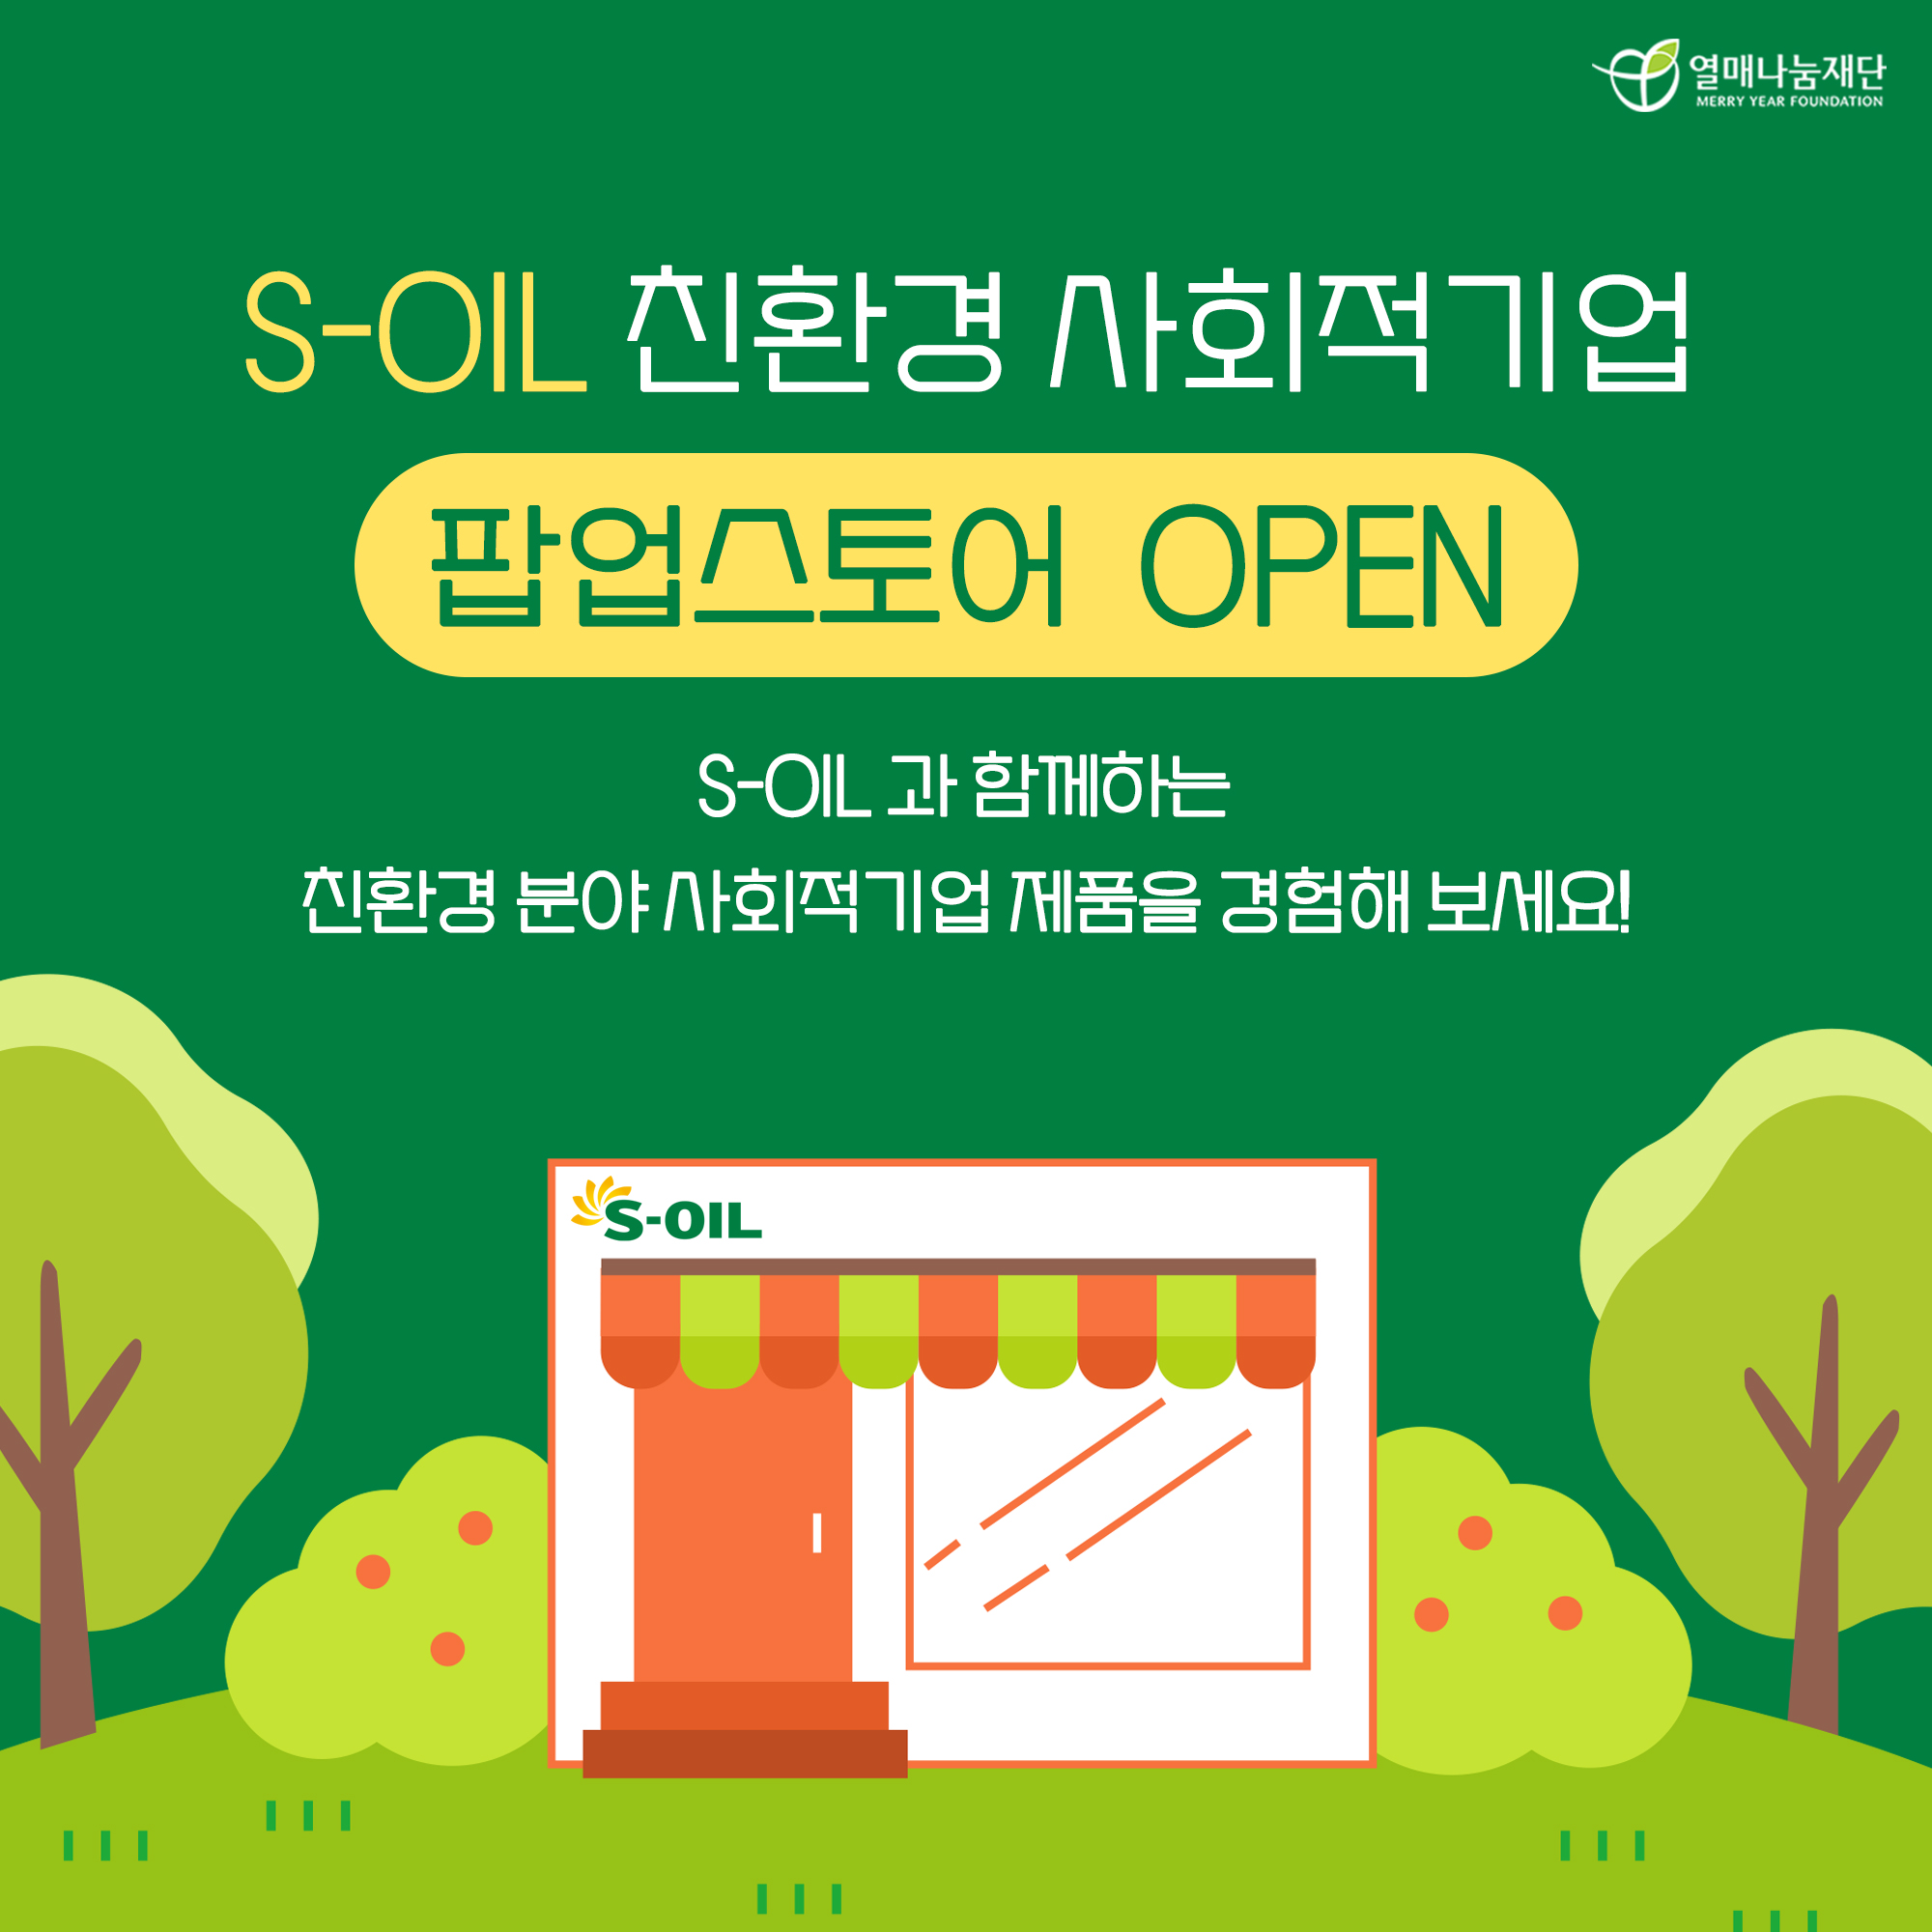 열매나눔재단
MERRY YEAR FOUNDATION
S-OIL 친환경 사회적기업
팝업스토어 OPEN
S-OIL 과 함께하는
친환경 분야 사회적기업 제품을 경험해 보세요!
S-OIL